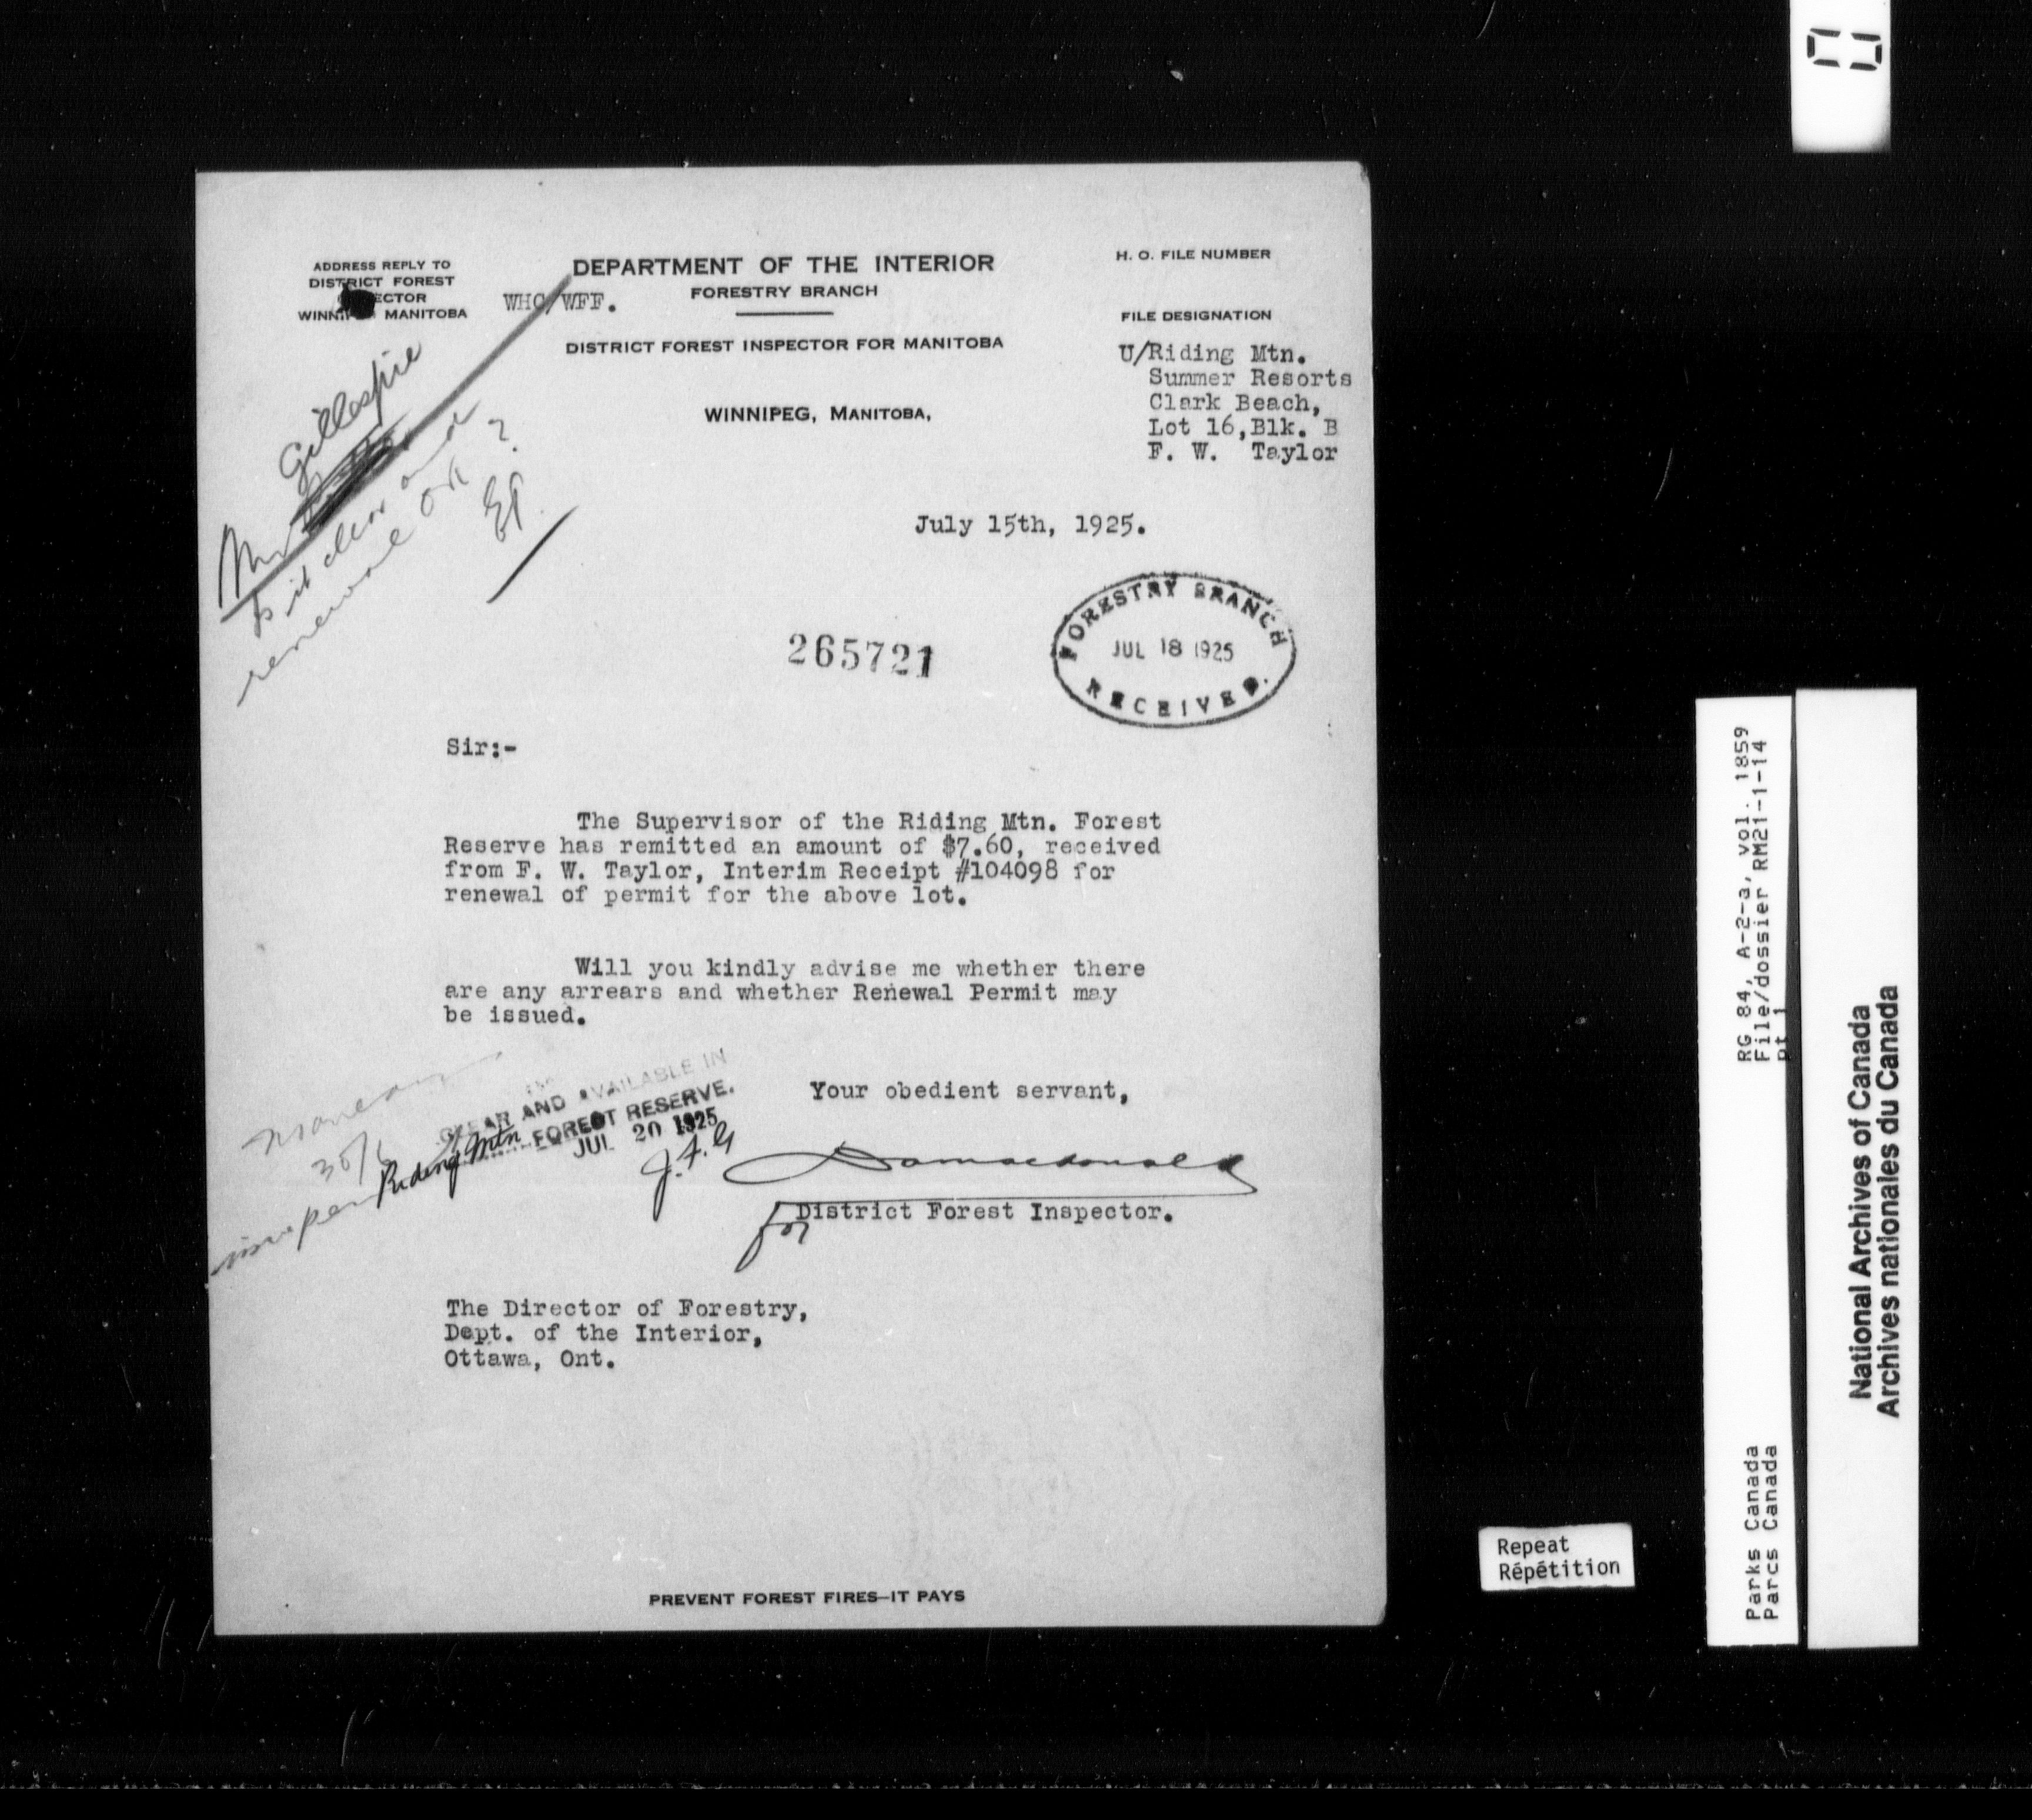 ADDRESS REPLY TO
DISTRICT FOREST
ECTOR
WINNIPEG MANITOBA
WHC/WFF.
DEPARTMENT OF THE INTERIOR
FORESTRY BRANCH
DISTRICT FOREST INSPECTOR FOR MANITOBA
WINNIPEG, MANITOBA,
H. O. FILE NUMBER
FILE DESIGNATION
U/Riding Mtn.
Summer Resorts
Clark Beach,
Lot 16,Blk. B
F. W. Taylor
Gillespie
Mr
Is it clear and
renewal OK ?
July 15th, 1925.
265721
FORESTRY BRANCH
JUL 18 1925
RECEIVED.
Sir:-
The Supervisor of the Riding Mtn. Forest
Reserve has remitted an amount of $7.60, received
from F. W. Taylor, Interim Receipt #104098 for
renewal of permit for the above lot.
Will you kindly advise me whether there
are any arrears and whether Renewal Permit may
be issued.
Your obedient servant,
CLEAR AND AVAILABLE IN
Riding Mtn FOREST RESERVE.
JUL 20 1925
J.F.G
for
District Forest Inspector.
The Director of Forestry,
Dept. of the Interior,
Ottawa, Ont.
PREVENT FOREST FIRES—IT PAYS
Repeat
Répétition
RG 84, A-2-a, vol. 1859
File/dossier RM21-1-14
pt 1
Parks Canada
Parcs Canada
National Archives of Canada
Archives nationales du Canada